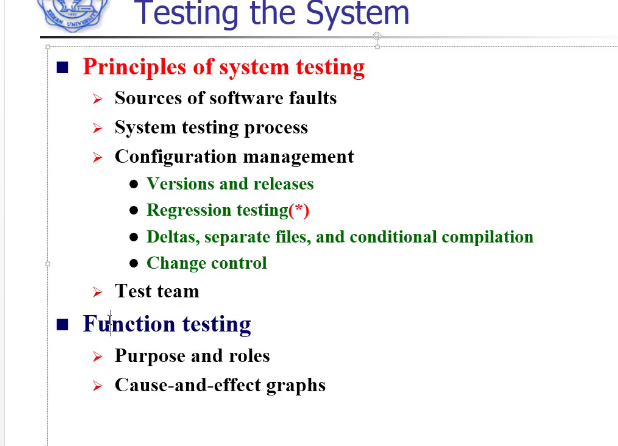 Testing the System
Principles of system testing
Sources of software faults
System testing process
Configuration management
Versions and releases
Regression testing(*)
Deltas, separate files, and conditional compilation
Change control
Test team
Function testing
Purpose and roles
Cause-and-effect graphs